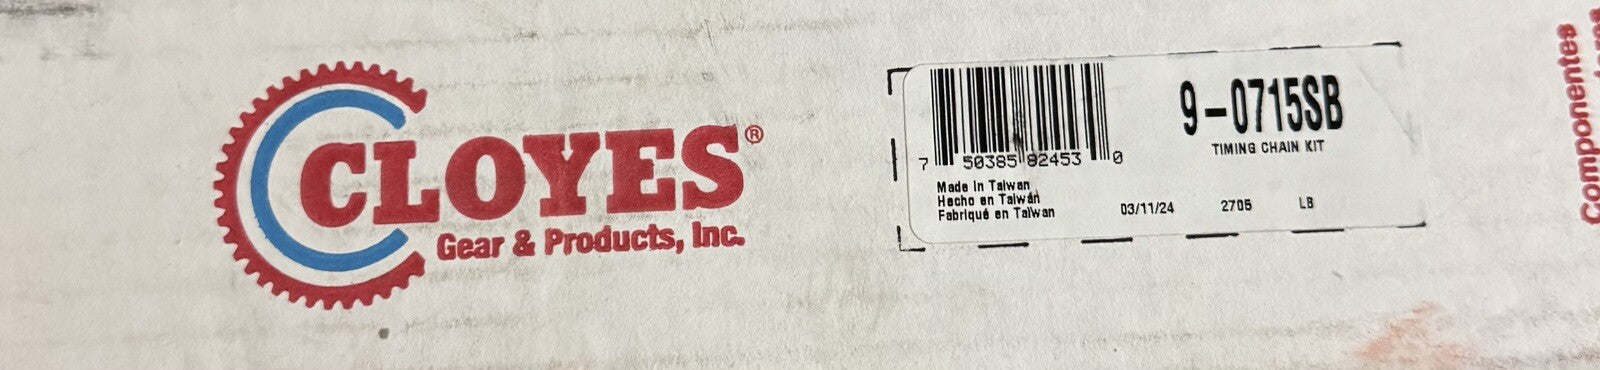 CLOYES®
Gear & Products, Inc.
9-0715SB
TIMING CHAIN KIT
7 50385 82453 0
Made in Taiwan
Hecho en Taiwán
Fabriqué en Taiwan
03/11/24 2705 LB
Componentes